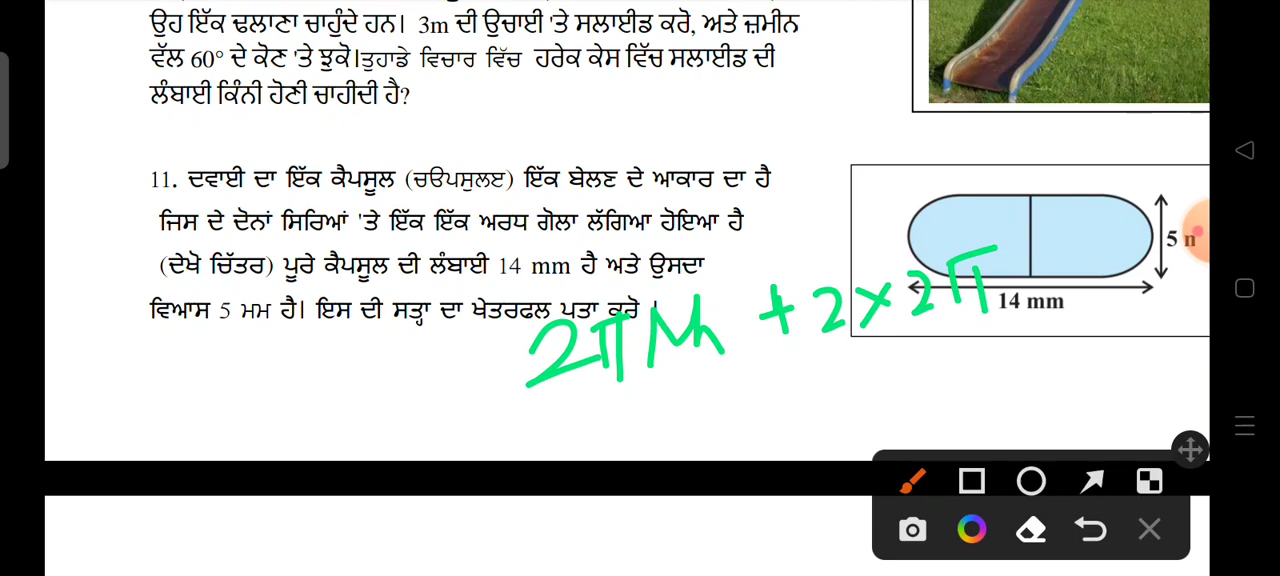 ਉਹ ਇੱਕ ਢਲਾਣਾ ਚਾਹੁੰਦੇ ਹਨ। 3m ਦੀ ਉਚਾਈ 'ਤੇ ਸਲਾਈਡ ਕਰੋ, ਅਤੇ ਜ਼ਮੀਨ
ਵੱਲ 60° ਦੇ ਕੋਣ 'ਤੇ ਝੁਕੋ।ਤੁਹਾਡੇ ਵਿਚਾਰ ਵਿੱਚ ਹਰੇਕ ਕੇਸ ਵਿੱਚ ਸਲਾਈਡ ਦੀ
ਲੰਬਾਈ ਕਿੰਨੀ ਹੋਣੀ ਚਾਹੀਦੀ ਹੈ?
11. ਦਵਾਈ ਦਾ ਇੱਕ ਕੈਪਸੂਲ (ਚੳਪਸੁਲੲ) ਇੱਕ ਬੇਲਣ ਦੇ ਆਕਾਰ ਦਾ ਹੈ
ਜਿਸ ਦੇ ਦੋਨਾਂ ਸਿਰਿਆਂ 'ਤੇ ਇੱਕ ਇੱਕ ਅਰਧ ਗੋਲਾ ਲੱਗਿਆ ਹੋਇਆ ਹੈ
(ਦੇਖੋ ਚਿੱਤਰ) ਪੂਰੇ ਕੈਪਸੂਲ ਦੀ ਲੰਬਾਈ 14 mm ਹੈ ਅਤੇ ਉਸਦਾ
ਵਿਆਸ 5 ਮਮ ਹੈ। ਇਸ ਦੀ ਸਤ੍ਹਾ ਦਾ ਖੇਤਰਫਲ ਪਤਾ ਕਰੋ ।
5
14 mm
2πrh + 2×2π